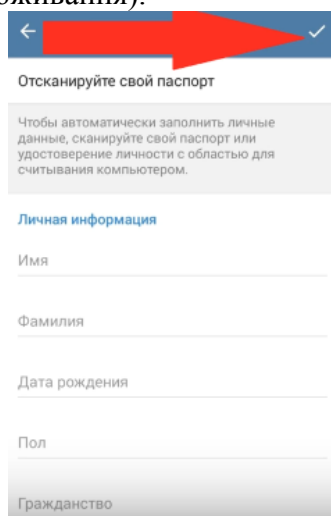 оживания).
Отсканируйте свой паспорт
Чтобы автоматически заполнить личные
данные, сканируйте свой паспорт или
удостоверение личности с областью для
считывания компьютером.
Личная информация
Имя
Фамилия
Дата рождения
Пол
Гражданство